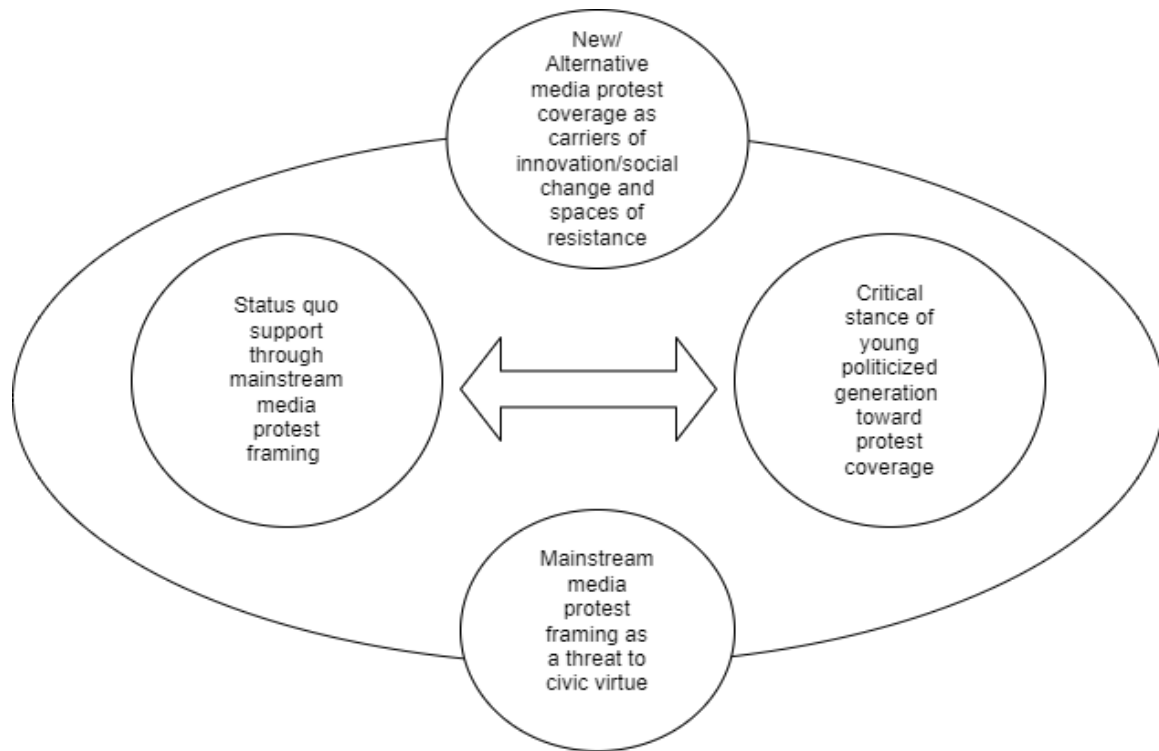 New/
Alternative
media protest
coverage as
carriers of
innovation/social
change and
spaces of
resistance
Status quo
support
through
mainstream
media
protest
framing
Critical
stance of
young
politicized
generation
toward
protest
coverage
Mainstream
media
protest
framing as
a threat to
civic virtue